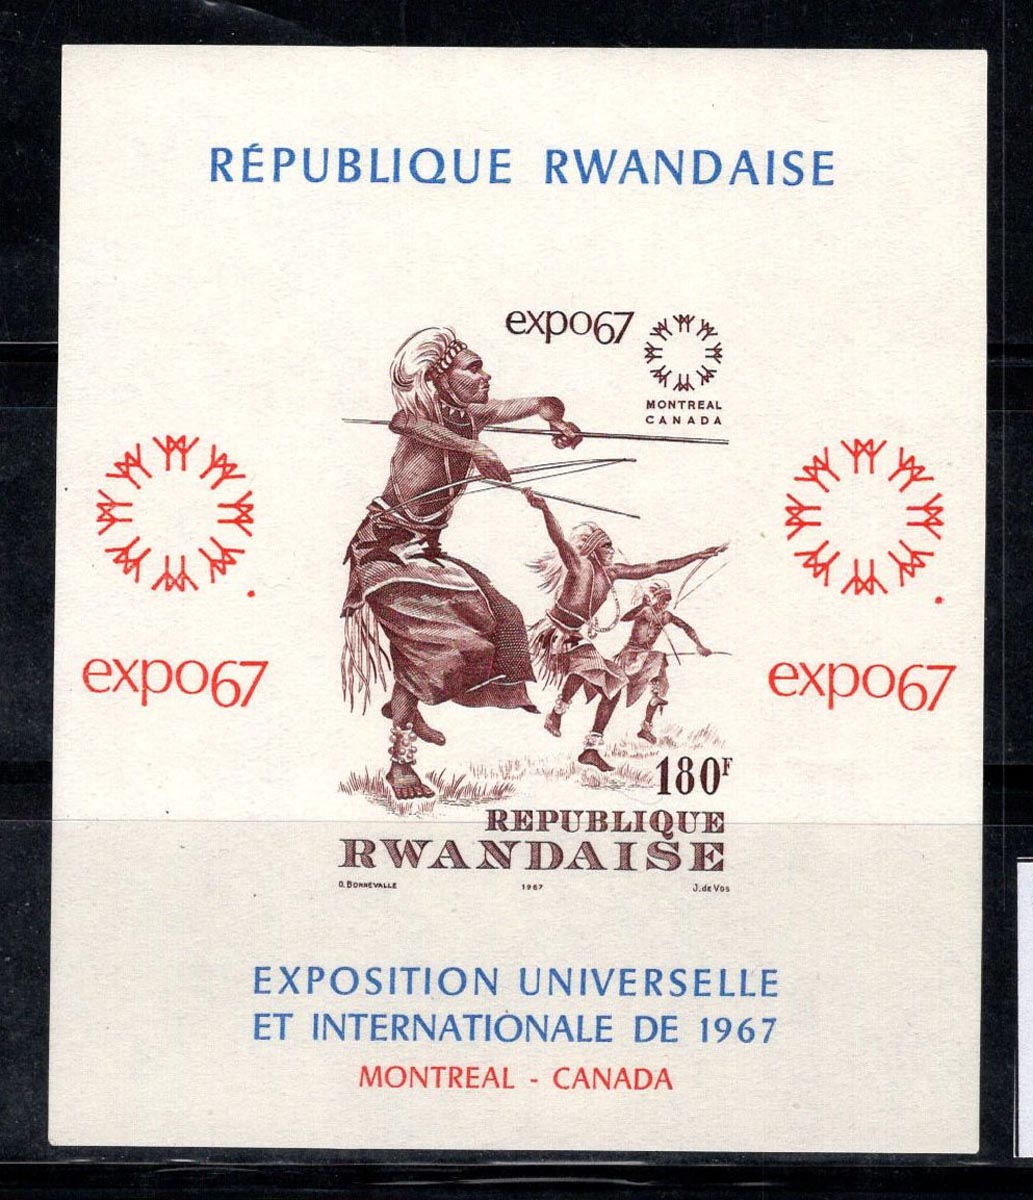 RÉPUBLIQUE RWANDAISE
expo67
MONTREAL
CANADA
expo67
expo67
180F
REPUBLIQUE
RWANDAISE
O. BONNEVALLE 1967 J. de Vos
EXPOSITION UNIVERSELLE
ET INTERNATIONALE DE 1967
MONTREAL - CANADA